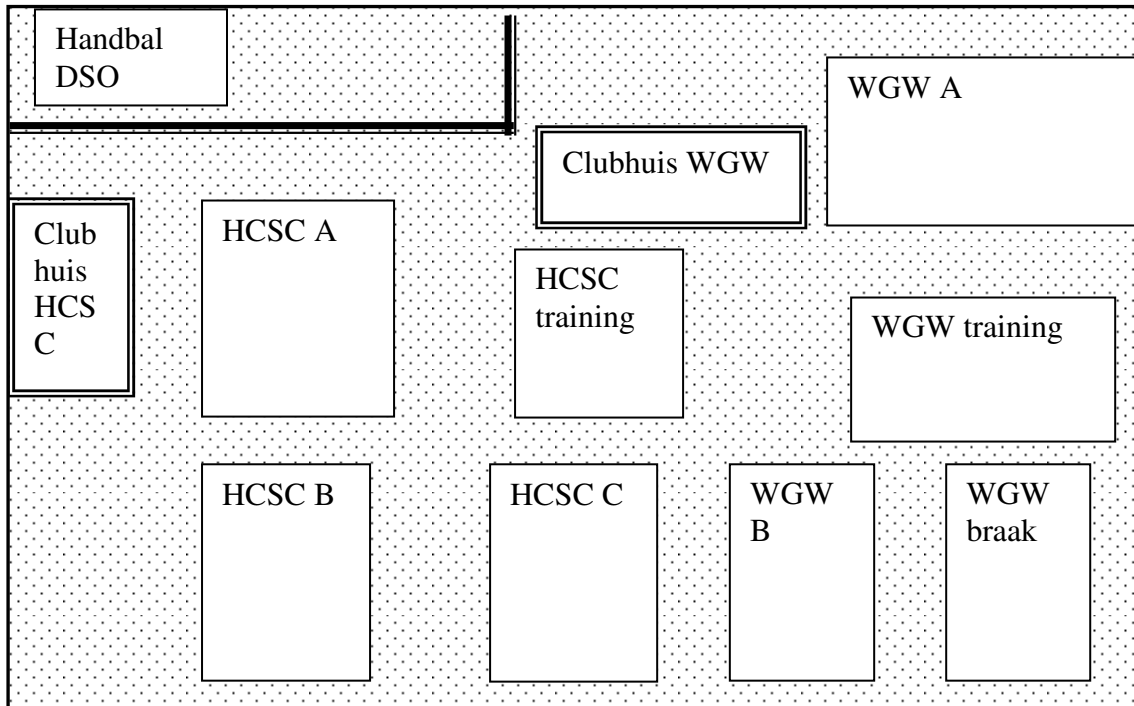 Handbal
DSO
WGW A
Clubhuis WGW
Club
huis
HCS
C
HCSC A
HCSC
training
WGW training
HCSC B
HCSC C
WGW
B
WGW
braak